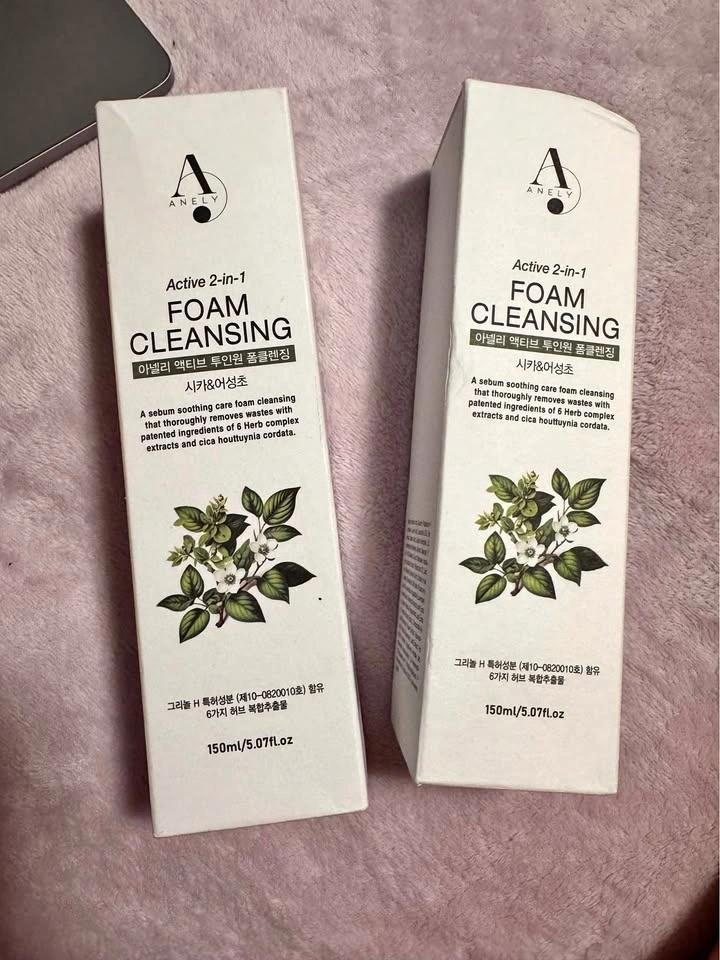 A
ANELY
Active 2-in-1
FOAM
CLEANSING
아넬리 액티브 투인원 폼클렌징
시카&어성초
A sebum soothing care foam cleansing
that thoroughly removes wastes with
patented ingredients of 6 Herb complex
extracts and cica houttuynia cordata.
그리놀 H 특허성분 (제10-0820010호) 함유
6가지 허브 복합추출물
150ml/5.07fl.oz
A
ANELY
Active 2-in-1
FOAM
CLEANSING
아넬리 액티브 투인원 폼클렌징
시카&어성초
A sebum soothing care foam cleansing
that thoroughly removes wastes with
patented ingredients of 6 Herb complex
extracts and cica houttuynia cordata.
그리놀 H 특허성분 (제10-0820010호) 함유
6가지 허브 복합추출물
150ml/5.07fl.oz